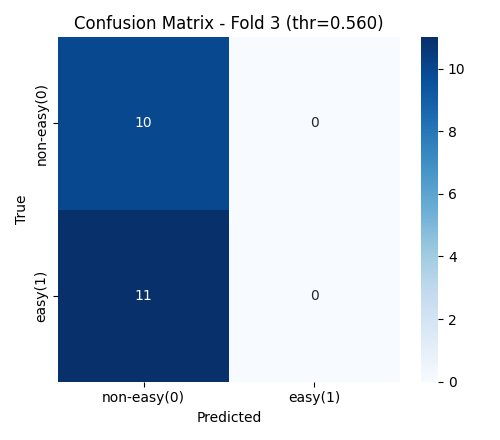 Confusion Matrix - Fold 3 (thr=0.560)
True
non-easy(0)
easy(1)
10
0
11
0
non-easy(0)
easy(1)
Predicted
10
8
6
4
2
0